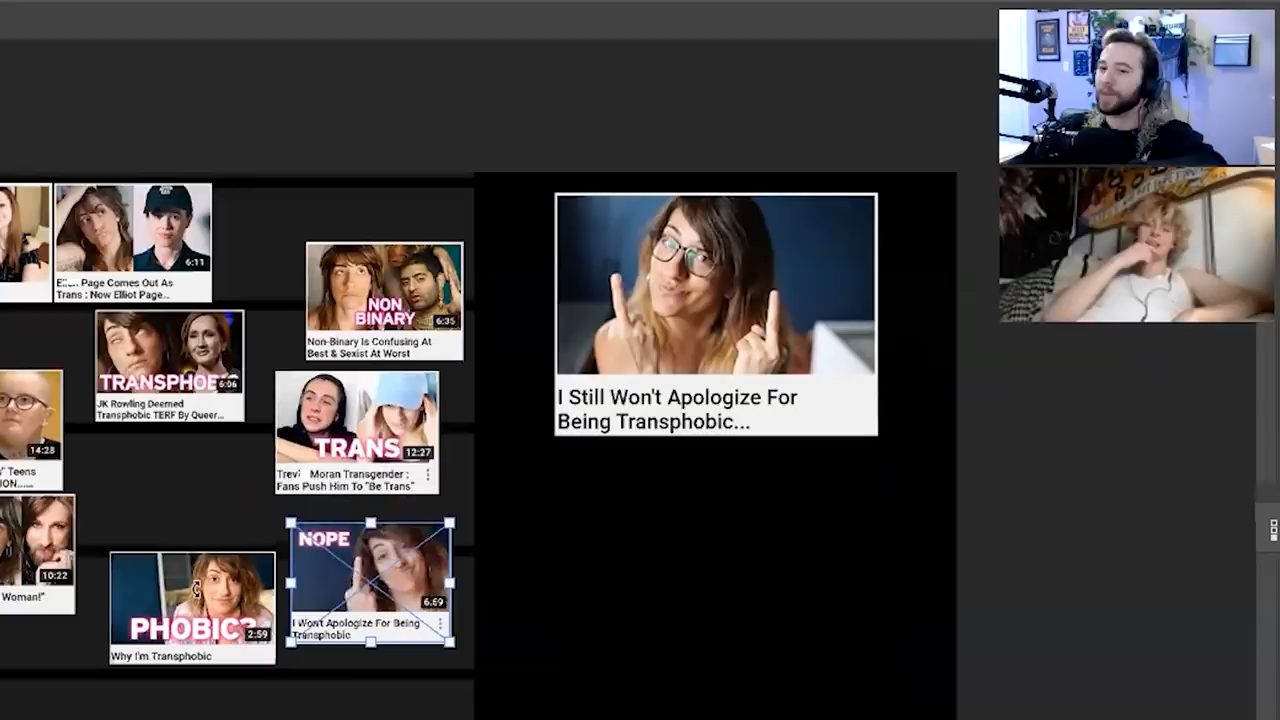 6:11
E... Page Comes Out As
Trans : Now Elliot Page...
NON
BINARY
6:35
Non-Binary Is Confusing At
Best & Sexist At Worst
TRANSPHOE
6:06
JK Rowling Deemed
Transphobic TERF By Queer...
14:28
" Teens
ION......
TRANS
12:27
Moran Transgender :
Fans Push Him To "Be Trans"
10:22
Woman!"
PHOBIC?
2:59
Why I'm Transphobic
NOPE
6:59
I Won't Apologize For Being
Transphobic
I Still Won't Apologize For
Being Transphobic...